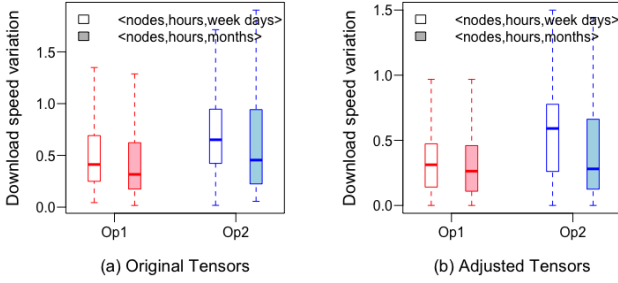 <nodes,hours,week days>
<nodes,hours,months>
Download speed variation
1.5
1.0
0.5
0.0
Op1 Op2
(a) Original Tensors
<nodes,hours,week days>
<nodes,hours,months>
Download speed variation
1.5
1.0
0.5
0.0
Op1 Op2
(b) Adjusted Tensors